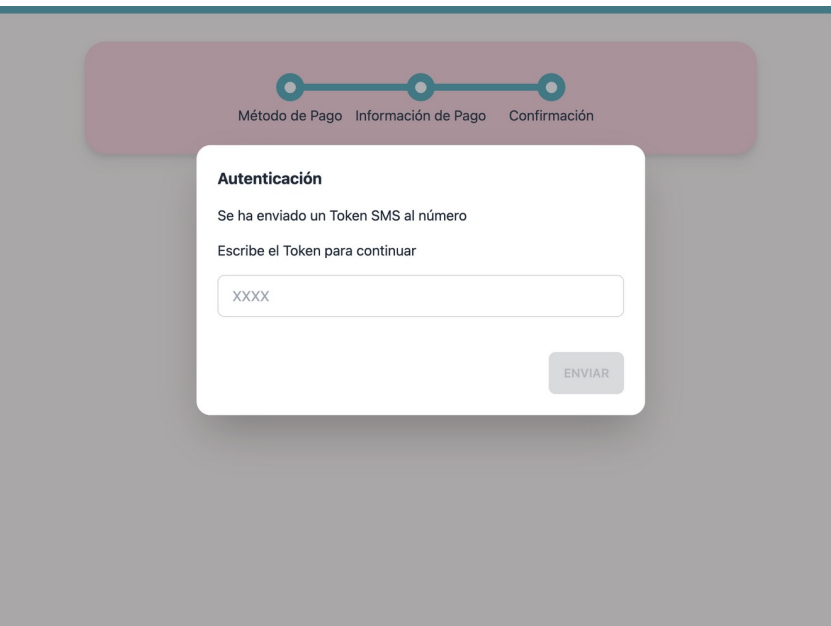 Método de Pago Información de Pago Confirmación
Autenticación
Se ha enviado un Token SMS al número
Escribe el Token para continuar
XXXX
ENVIAR